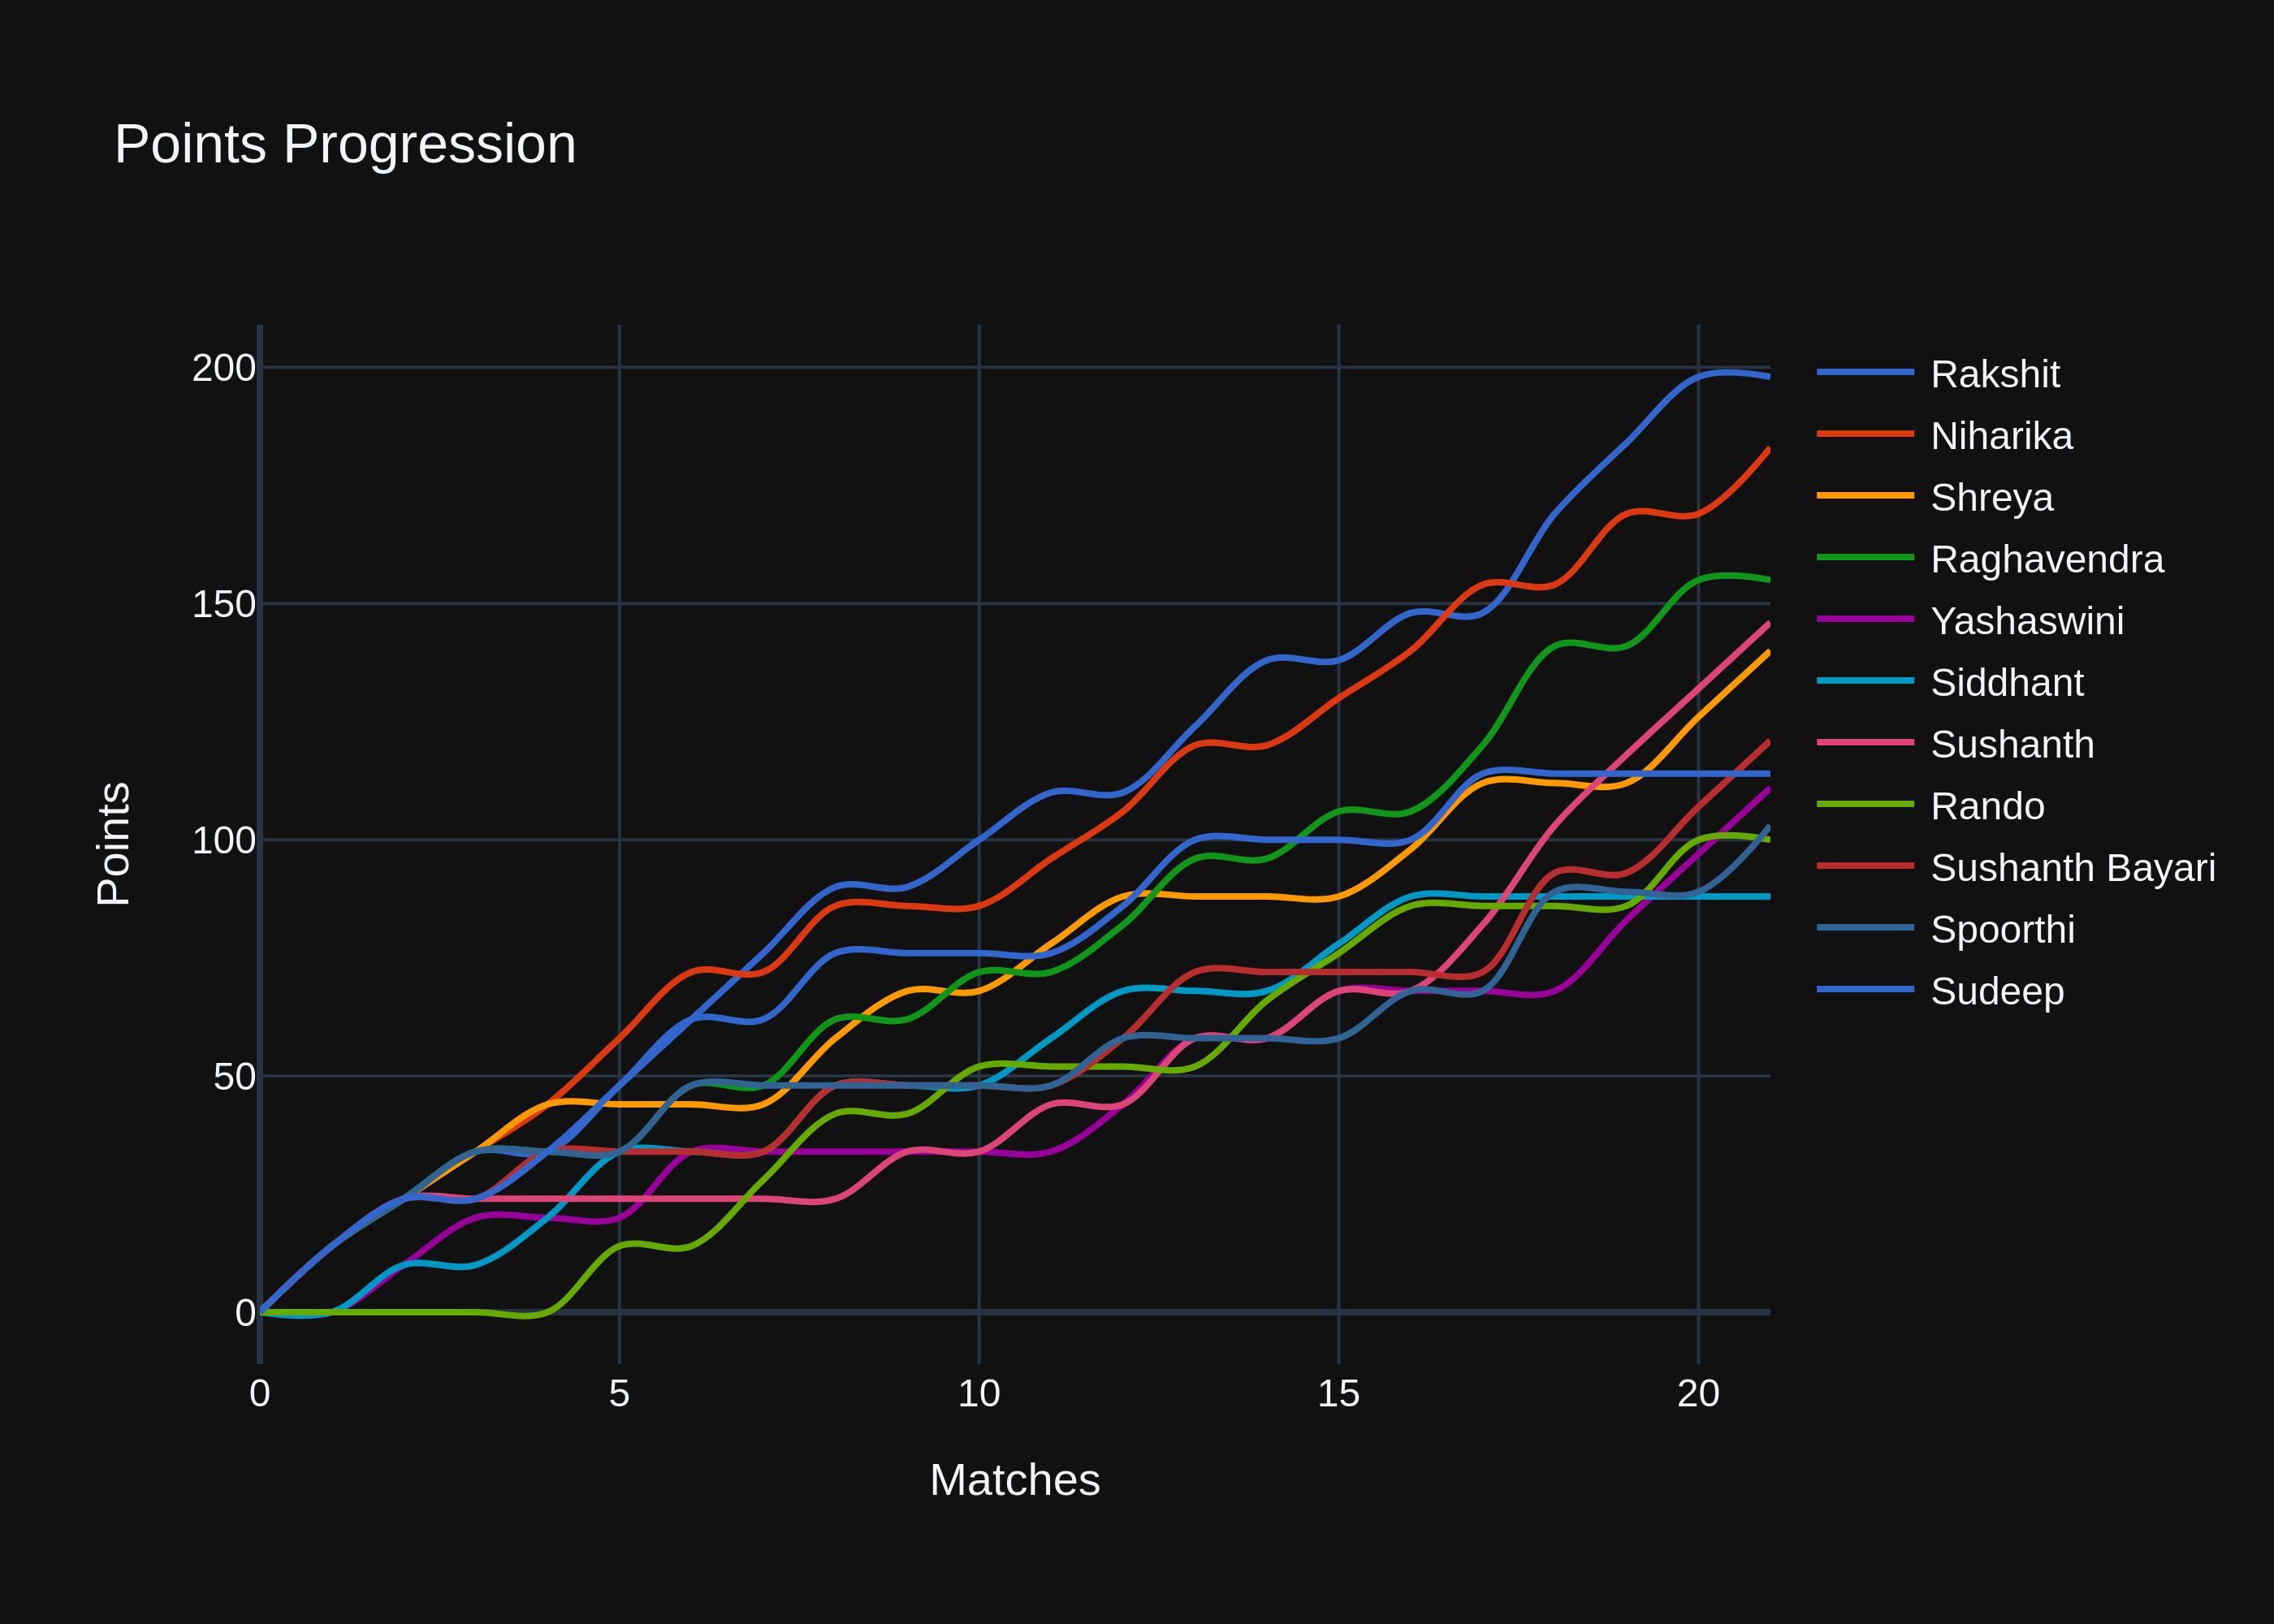 Points Progression
200
150
100
50
0
Points
0 5 10 15 20
Matches
Rakshit
Niharika
Shreya
Raghavendra
Yashaswini
Siddhant
Sushanth
Rando
Sushanth Bayari
Spoorthi
Sudeep